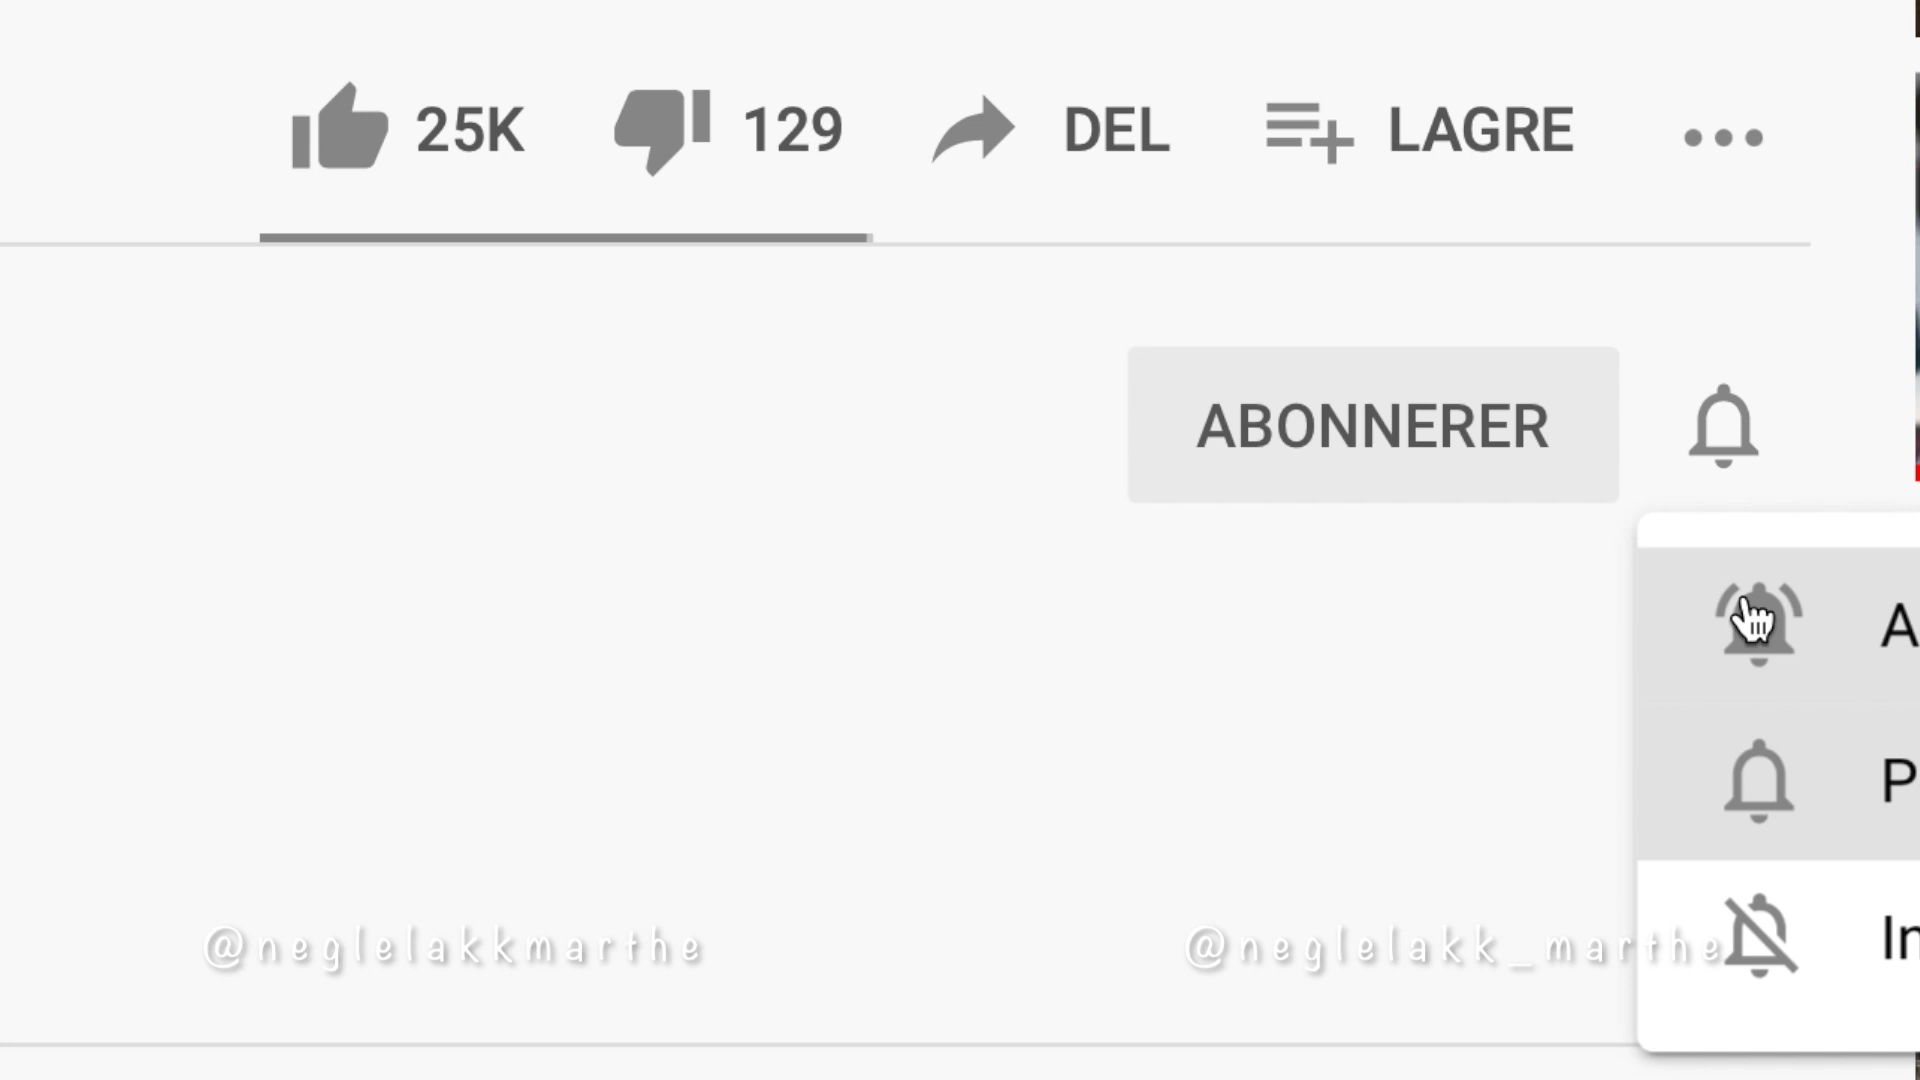 25K 129 DEL LAGRE
ABONNERER
A
P
@neglelakkmarthe @neglelakk_marthe In